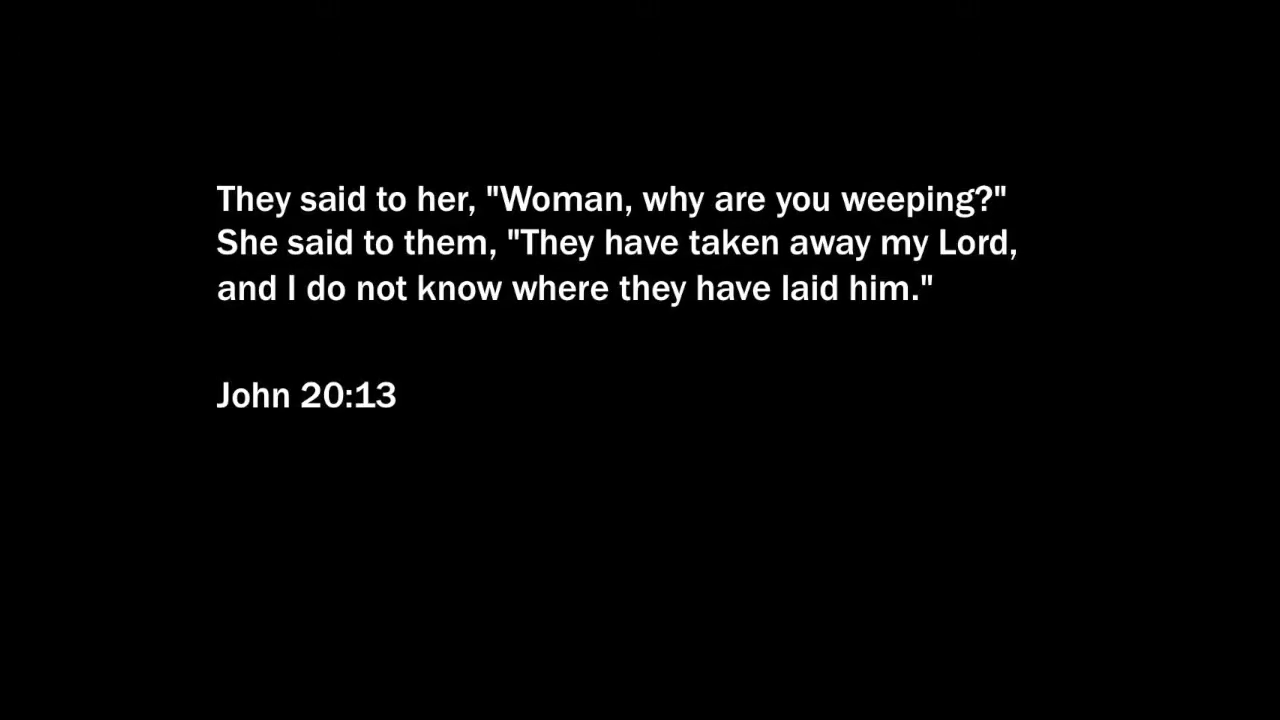 They said to her, "Woman, why are you weeping?"
She said to them, "They have taken away my Lord,
and I do not know where they have laid him."
John 20:13